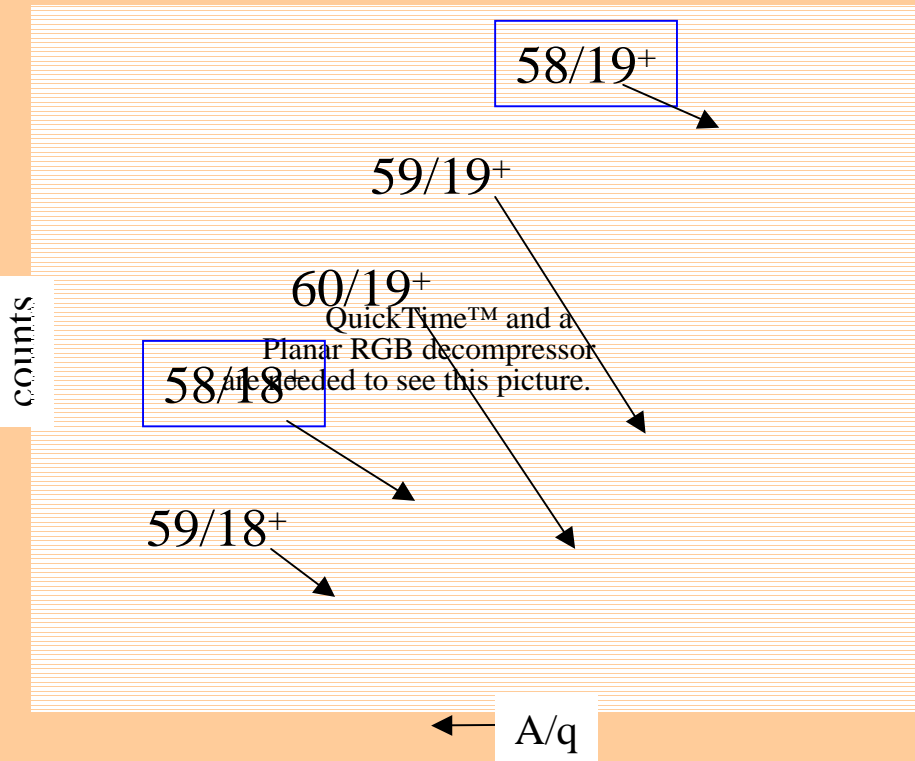 58/19⁺
59/19⁺
60/19⁺
QuickTime™ and a
Planar RGB decompressor
are needed to see this picture.
58/18⁺
59/18⁺
counts
A/q